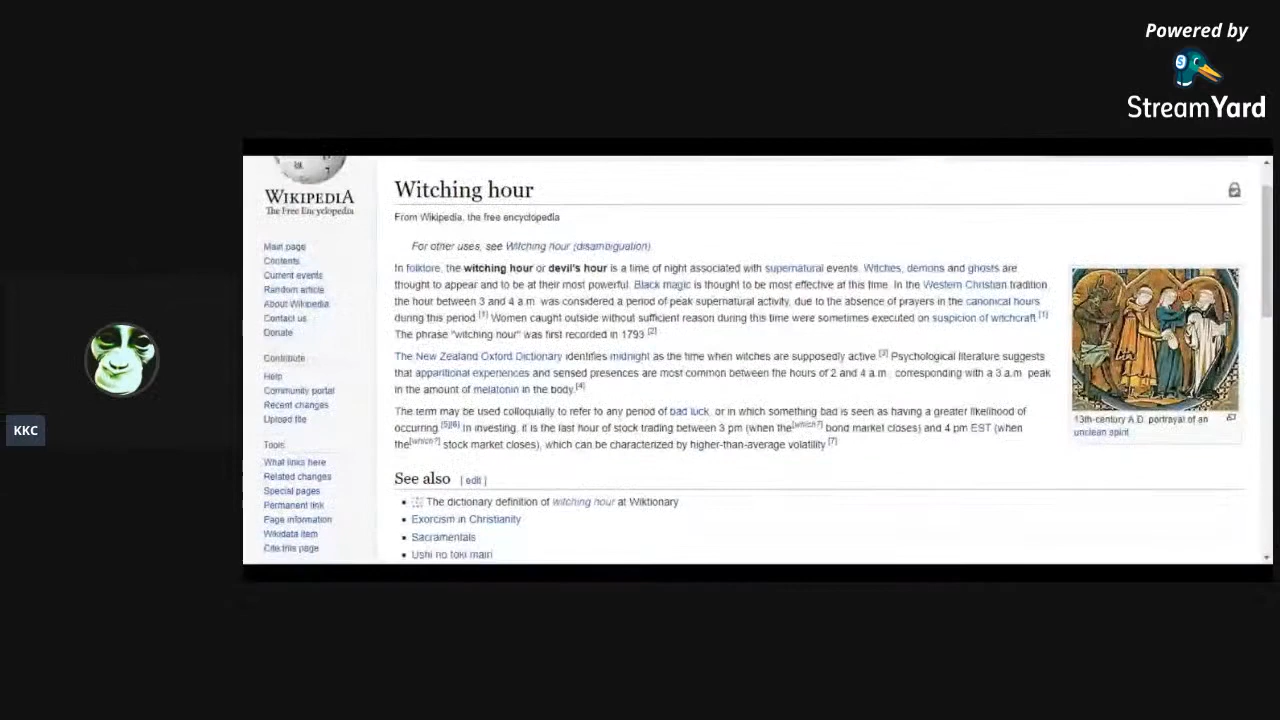 Powered by
StreamYard
WIKIPEDIA
The Free Encyclopedia
Main page
Contents
Current events
Random article
About Wikipedia
Contact us
Donate
Contribute
Help
Community portal
Recent changes
Upload file
Tools
What links here
Related changes
Special pages
Permanent link
Page information
Wikidata item
Cite this page
Witching hour
From Wikipedia, the free encyclopedia
For other uses, see Witching hour (disambiguation)
In folklore, the witching hour or devil's hour is a time of night associated with supernatural events. Witches, demons and ghosts are
thought to appear and to be at their most powerful. Black magic is thought to be most effective at this time. In the Western Christian tradition,
the hour between 3 and 4 a.m. was considered a period of peak supernatural activity, due to the absence of prayers in the canonical hours
during this period.[1] Women caught outside without sufficient reason during this time were sometimes executed on suspicion of witchcraft.[1]
The phrase "witching hour" was first recorded in 1793.[2]
The New Zealand Oxford Dictionary identifies midnight as the time when witches are supposedly active.[3] Psychological literature suggests
that apparitional experiences and sensed presences are most common between the hours of 2 and 4 a.m., corresponding with a 3 a.m. peak
in the amount of melatonin in the body.[4]
The term may be used colloquially to refer to any period of bad luck, or in which something bad is seen as having a greater likelihood of
occurring.[5][6] In investing, it is the last hour of stock trading between 3 pm (when the[which?] bond market closes) and 4 pm EST (when
the[which?] stock market closes), which can be characterized by higher-than-average volatility.[7]
13th-century A.D. portrayal of an
unclean spirit
See also [ edit ]
The dictionary definition of witching hour at Wiktionary
Exorcism in Christianity
Sacramentals
Ushi no toki mairi
KKC